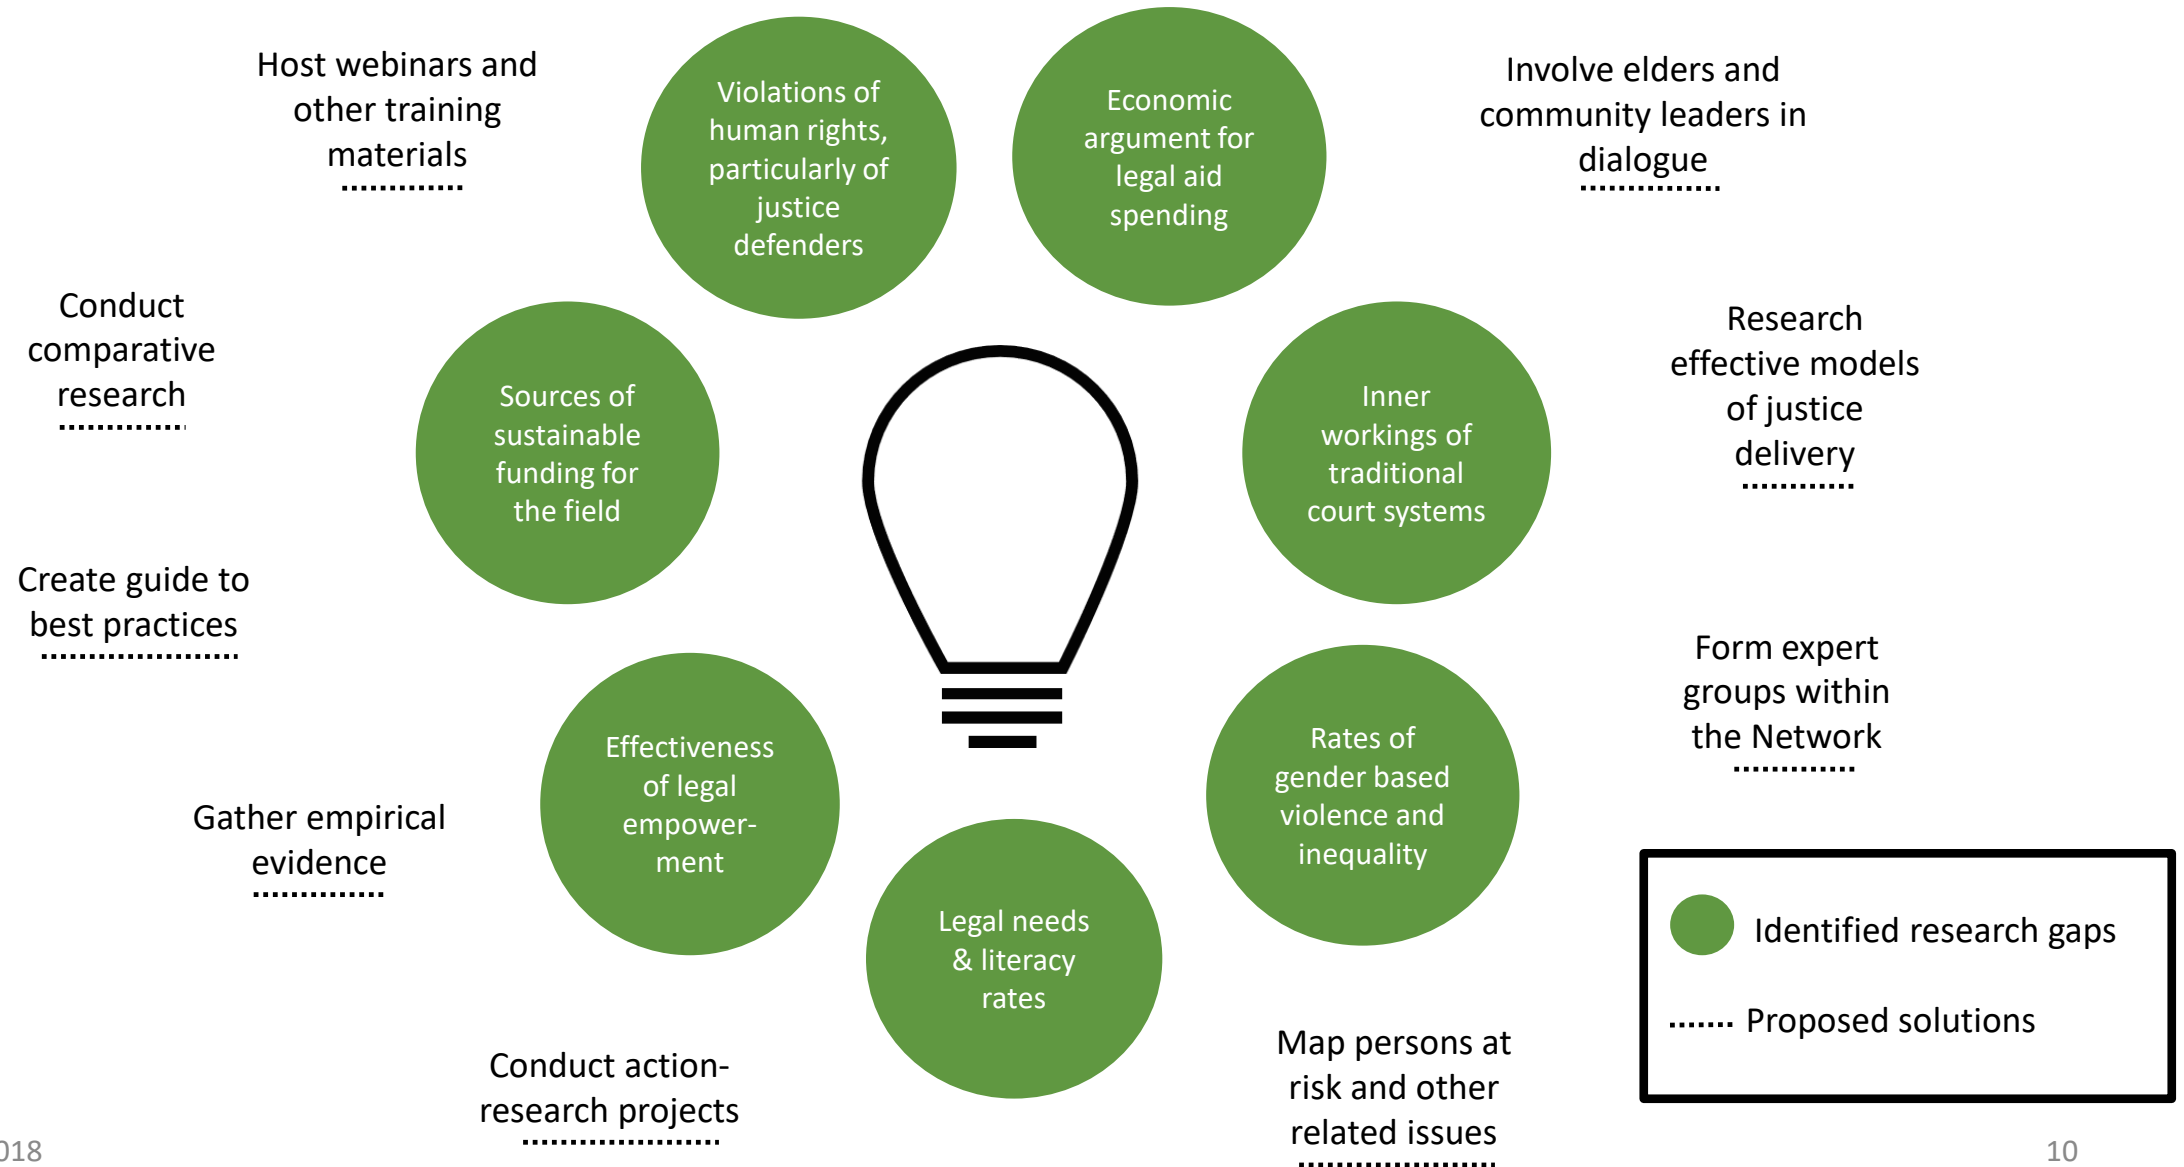 Host webinars and
other training
materials
Violations of
human rights,
particularly of
justice
defenders
Economic
argument for
legal aid
spending
Involve elders and
community leaders in
dialogue
Conduct
comparative
research
Sources of
sustainable
funding for
the field
Inner
workings of
traditional
court systems
Research
effective models
of justice
delivery
Create guide to
best practices
Effectiveness
of legal
empower-
ment
Rates of
gender based
violence and
inequality
Form expert
groups within
the Network
Gather empirical
evidence
Legal needs
& literacy
rates
Identified research gaps
Proposed solutions
Conduct action-
research projects
Map persons at
risk and other
related issues
018
10